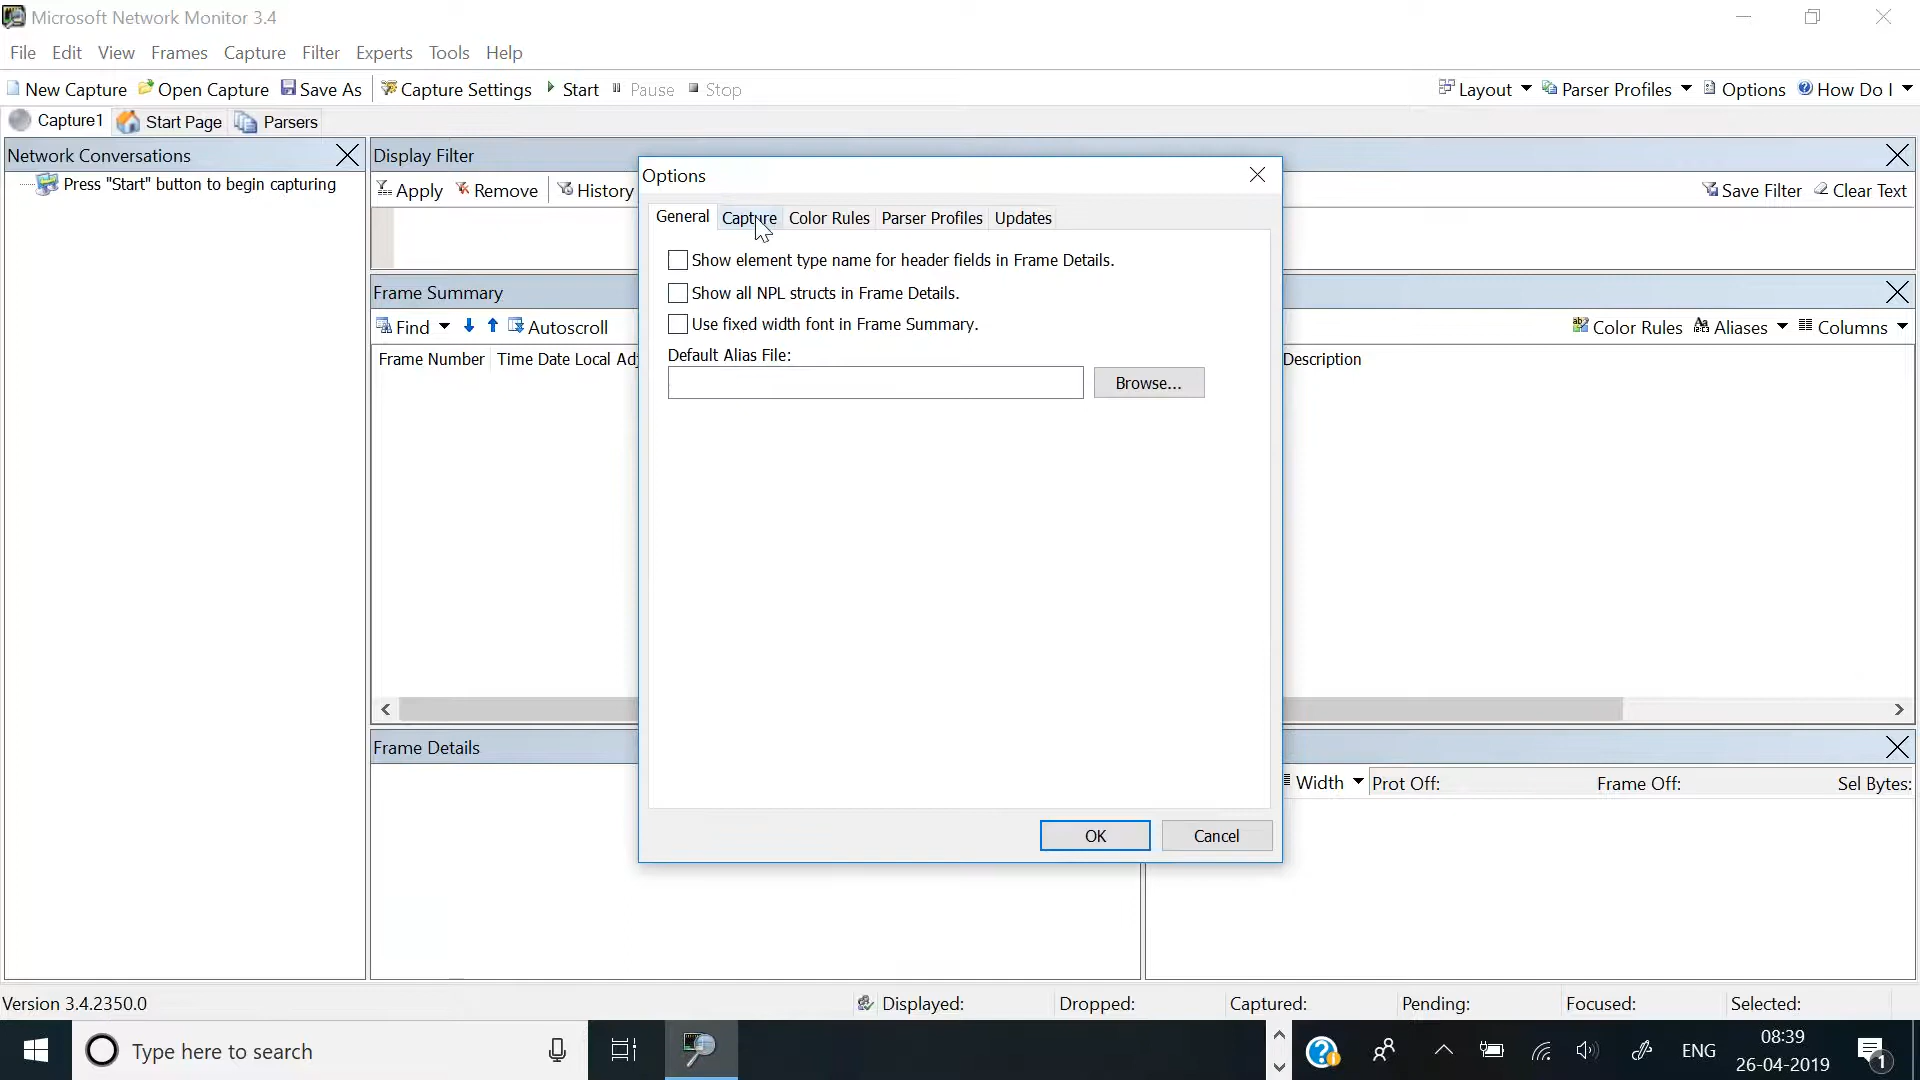 Microsoft Network Monitor 3.4
File Edit View Frames Capture Filter Experts Tools Help
New Capture Open Capture Save As Capture Settings Start Pause Stop Layout Parser Profiles Options How Do I
Capture1 Start Page Parsers
Network Conversations
Press "Start" button to begin capturing
Display Filter
Apply Remove History Save Filter Clear Text
Frame Summary
Find Autoscroll Color Rules Aliases Columns
Frame Number Time Date Local Adj Description
Frame Details
Width Prot Off: Frame Off: Sel Bytes:
Options
General Capture Color Rules Parser Profiles Updates
Show element type name for header fields in Frame Details.
Show all NPL structs in Frame Details.
Use fixed width font in Frame Summary.
Default Alias File:
Browse...
OK Cancel
Version 3.4.2350.0 Displayed: Dropped: Captured: Pending: Focused: Selected:
Type here to search
ENG
08:39
26-04-2019
1